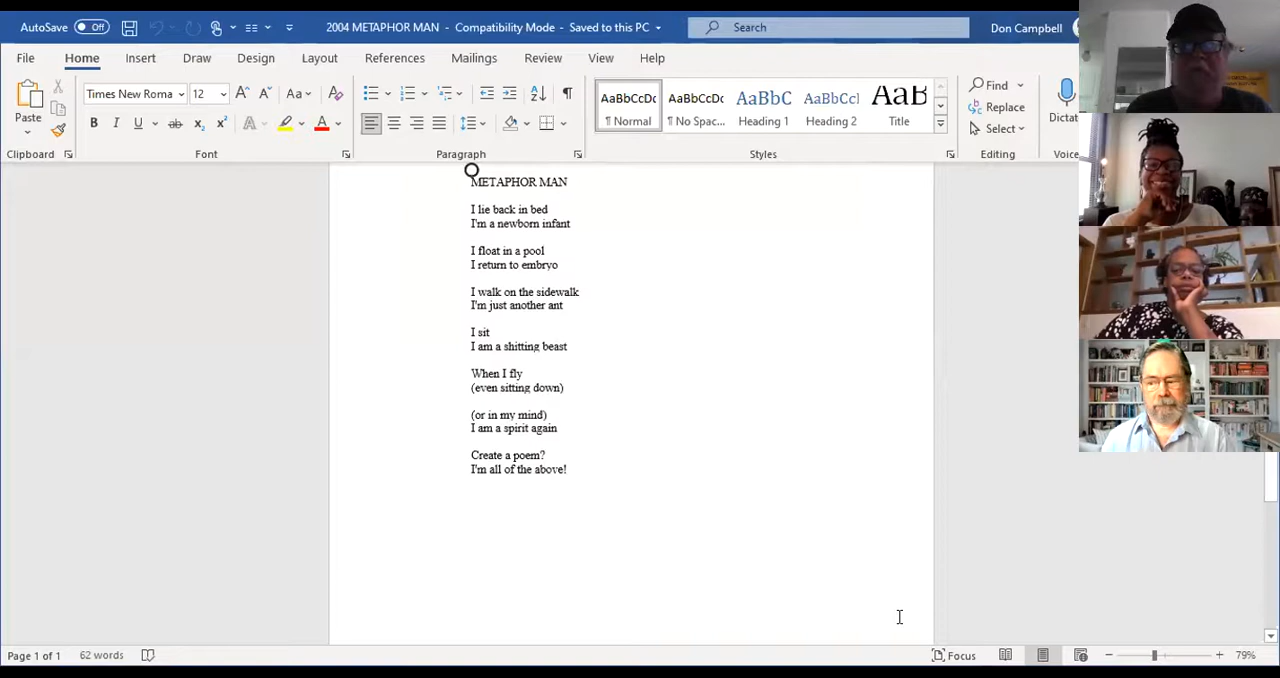 AutoSave Off 2004 METAPHOR MAN - Compatibility Mode - Saved to this PC Search Don Campbell
File Home Insert Draw Design Layout References Mailings Review View Help
Paste
Clipboard
Times New Roma 12
Aa
B I U ab x₂ x² A A
Font
Paragraph
AaBbCcDc AaBbCcDc AaBbC AaBbCcI AaB
¶ Normal ¶ No Spac... Heading 1 Heading 2 Title
Styles
Find
Replace
Select
Editing
Dictat
Voice
METAPHOR MAN
I lie back in bed
I'm a newborn infant
I float in a pool
I return to embryo
I walk on the sidewalk
I'm just another ant
I sit
I am a shitting beast
When I fly
(even sitting down)
(or in my mind)
I am a spirit again
Create a poem?
I'm all of the above!
Page 1 of 1 62 words Focus 79%